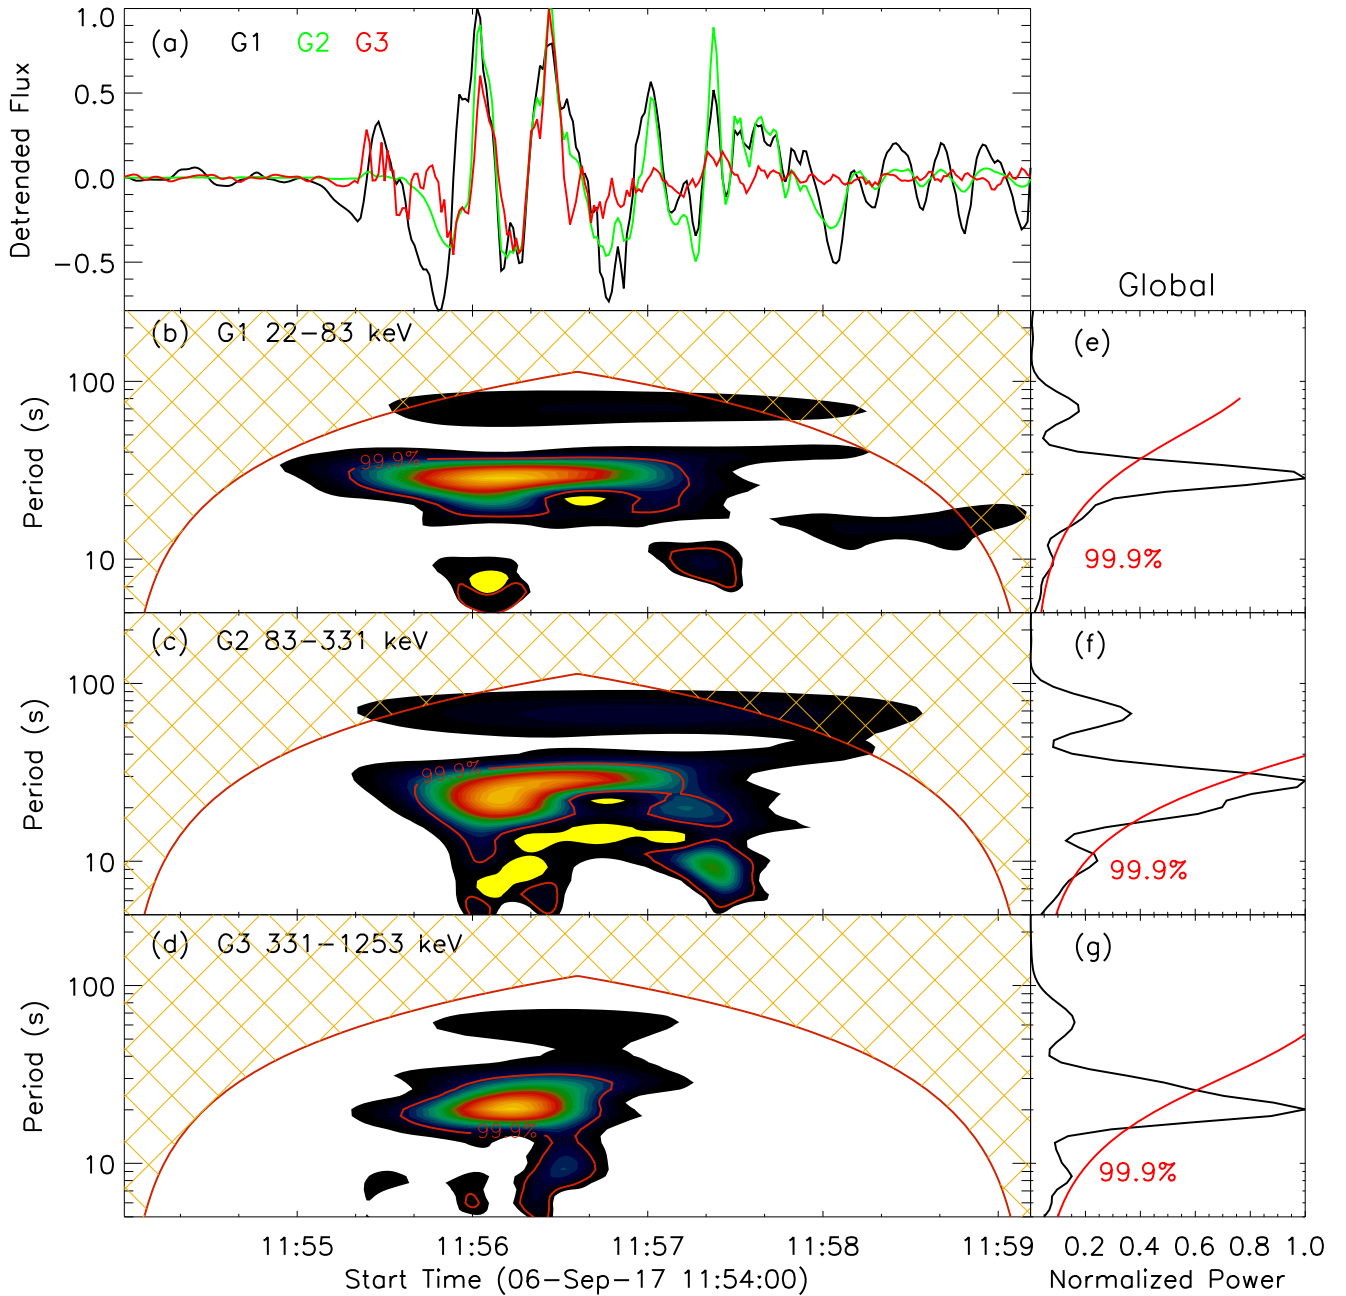 (a) G1 G2 G3
1.0
0.5
0.0
−0.5
Detrended Flux
Global
(b) G1 22−83 keV
100
10
Period (s)
99.9%
(e)
99.9%
(c) G2 83−331 keV
100
10
Period (s)
99.9%
(f)
99.9%
(d) G3 331−1253 keV
100
10
Period (s)
99.9%
(g)
99.9%
11:55 11:56 11:57 11:58 11:59
Start Time (06−Sep−17 11:54:00)
0.2 0.4 0.6 0.8 1.0
Normalized Power